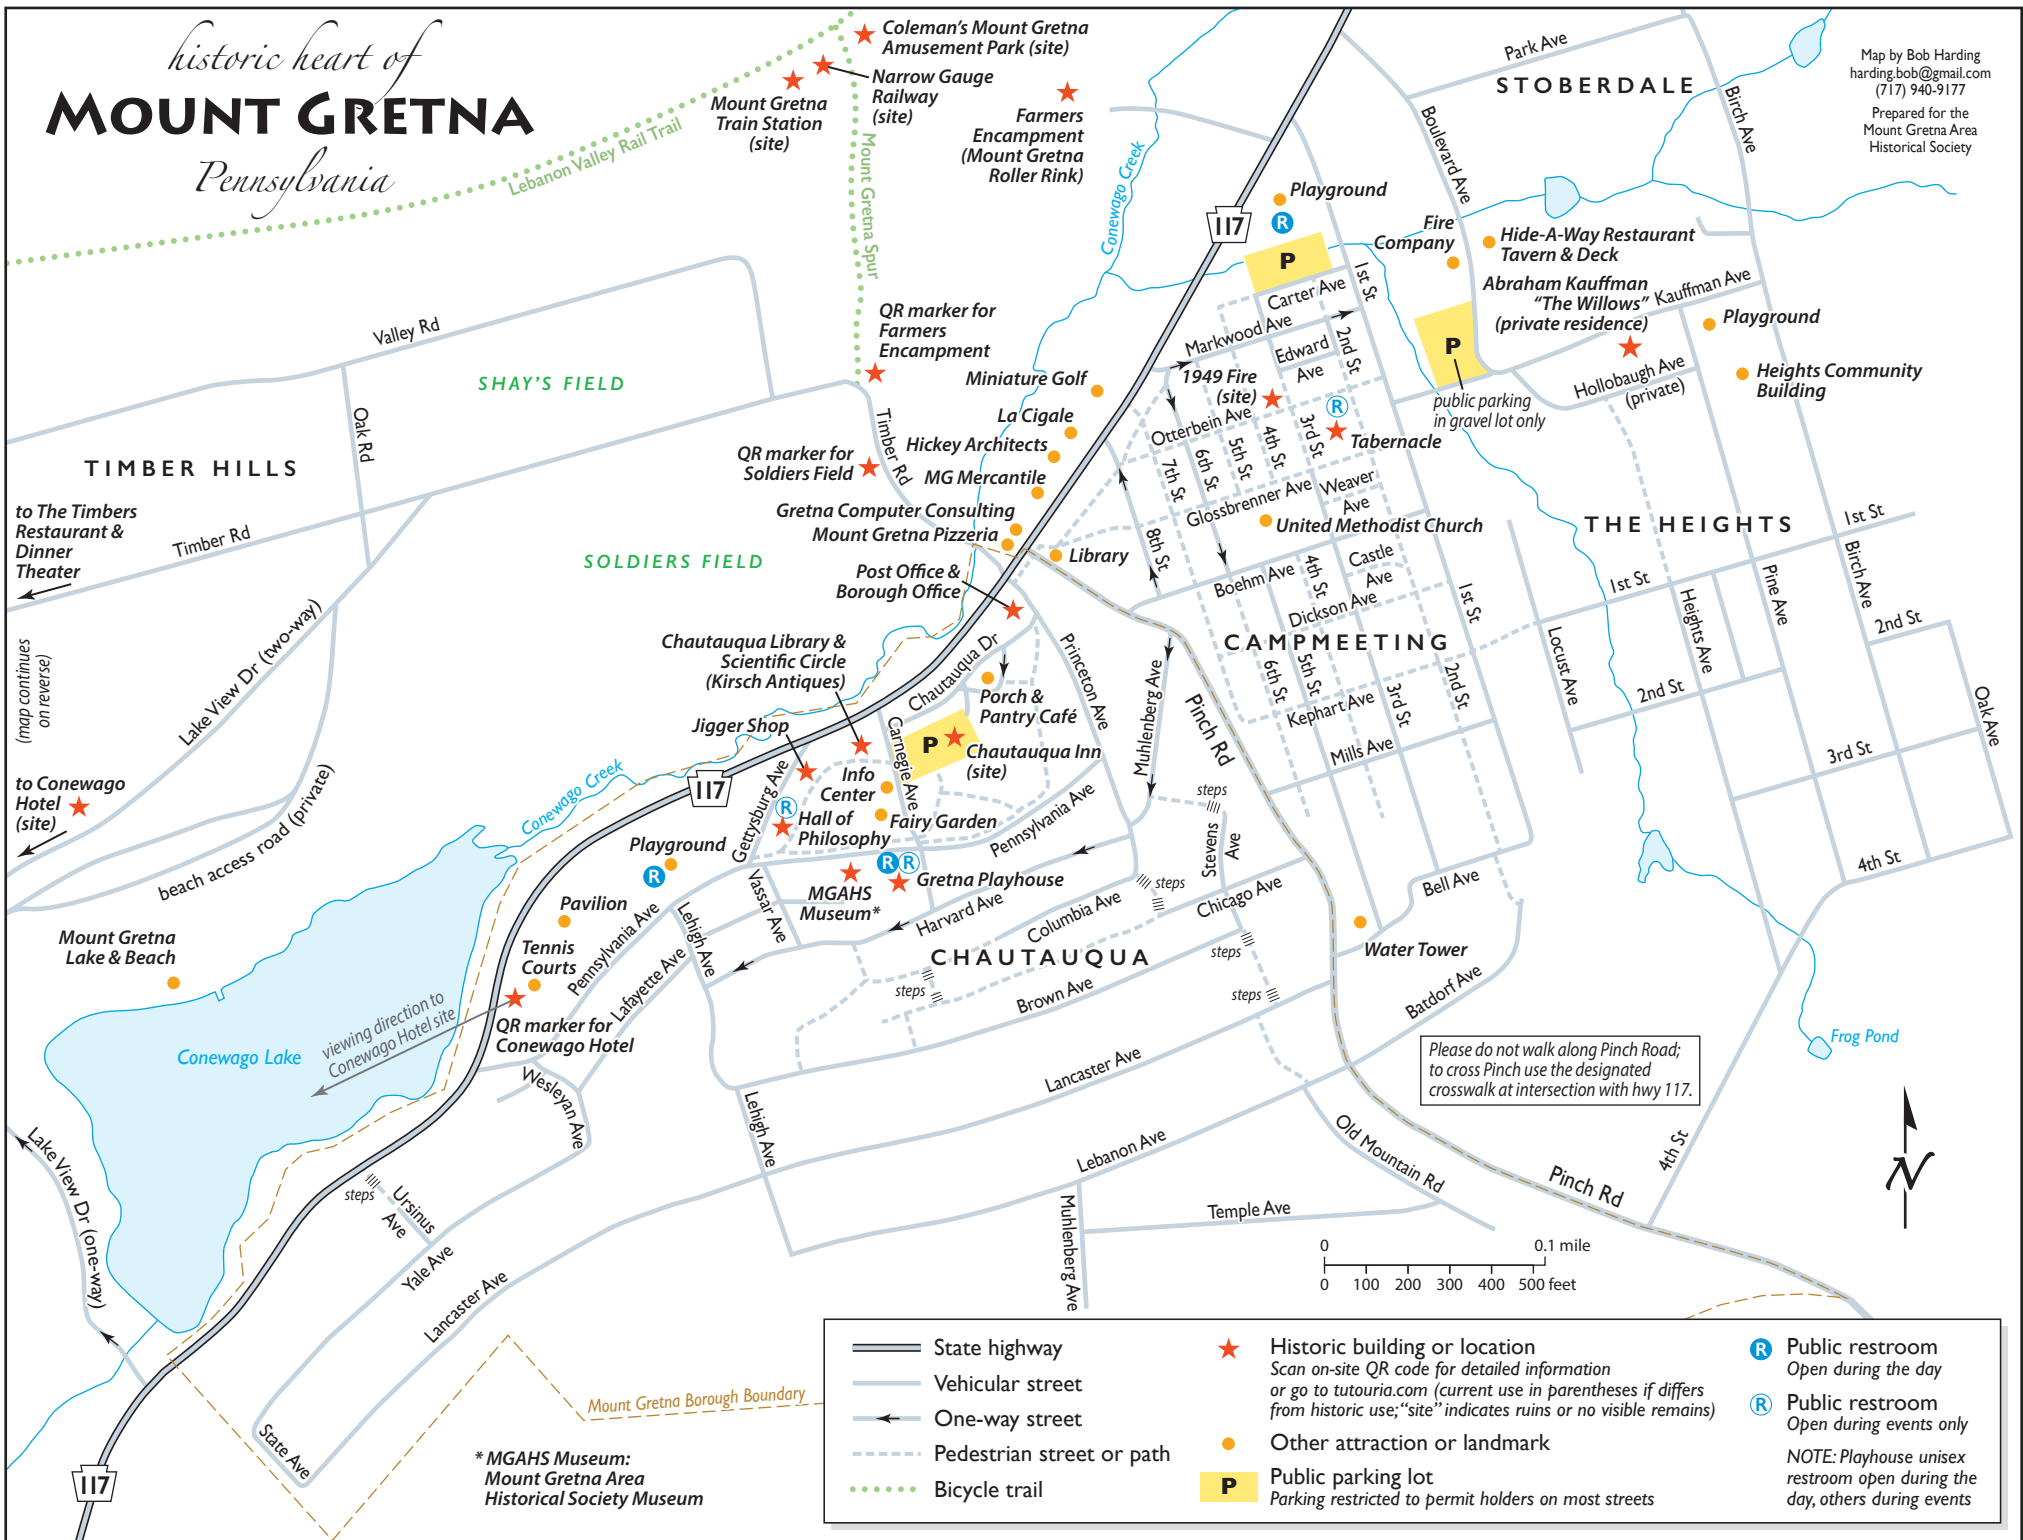 historic heart of
MOUNT GRETNA
Pennsylvania
Coleman's Mount Gretna
Amusement Park (site)
Narrow Gauge
Railway
(site)
Mount Gretna
Train Station
(site)
Farmers
Encampment
(Mount Gretna
Roller Rink)
Lebanon Valley Rail Trail
Mount Gretna Spur
Conewago Creek
117
Park Ave
STOBERDALE
Birch Ave
Boulevard Ave
Map by Bob Harding
harding.bob@gmail.com
(717) 940-9177
Prepared for the
Mount Gretna Area
Historical Society
Playground
R
P
Fire
Company
Hide-A-Way Restaurant
Tavern & Deck
Abraham Kauffman
"The Willows"
(private residence)
Kauffman Ave
Playground
Hollobaugh Ave
(private)
Heights Community
Building
P
public parking
in gravel lot only
Carter Ave
1st St
Markwood Ave
2nd St
Edward
Ave
1949 Fire
(site)
Otterbein Ave
R
Tabernacle
3rd St
4th St
5th St
6th St
7th St
8th St
Glossbrenner Ave
Weaver
Ave
United Methodist Church
Castle
Ave
Boehm Ave
4th St
Dickson Ave
1st St
CAMPMEETING
5th St
6th St
Kephart Ave
3rd St
2nd St
Mills Ave
THE HEIGHTS
1st St
1st St
Birch Ave
Pine Ave
Heights Ave
Locust Ave
2nd St
2nd St
Oak Ave
3rd St
4th St
4th St
Valley Rd
SHAY'S FIELD
Oak Rd
TIMBER HILLS
to The Timbers
Restaurant &
Dinner
Theater
Timber Rd
Timber Rd
SOLDIERS FIELD
QR marker for
Farmers
Encampment
QR marker for
Soldiers Field
Miniature Golf
La Cigale
Hickey Architects
MG Mercantile
Gretna Computer Consulting
Mount Gretna Pizzeria
Library
Post Office &
Borough Office
Chautauqua Library &
Scientific Circle
(Kirsch Antiques)
Chautauqua Dr
Princeton Ave
Muhlenberg Ave
Pinch Rd
Porch &
Pantry Café
Jigger Shop
Carnegie Ave
P
Chautauqua Inn
(site)
Info
Center
Gettysburg Ave
R
Hall of
Philosophy
Fairy Garden
Pennsylvania Ave
steps
Stevens
Ave
(map continues
on reverse)
Lake View Dr (two-way)
to Conewago
Hotel
(site)
beach access road (private)
Conewago Creek
117
Playground
R
R
R
Gretna Playhouse
MGAHS
Museum*
Vassar Ave
Harvard Ave
Columbia Ave
steps
Chicago Ave
Bell Ave
Water Tower
Batdorf Ave
Pavilion
Tennis
Courts
Pennsylvania Ave
Lehigh Ave
Lafayette Ave
CHAUTAUQUA
steps
steps
steps
Brown Ave
Mount Gretna
Lake & Beach
Conewago Lake
viewing direction to
Conewago Hotel site
QR marker for
Conewago Hotel
Wesleyan Ave
Lehigh Ave
Lancaster Ave
Lebanon Ave
Old Mountain Rd
Please do not walk along Pinch Road;
to cross Pinch use the designated
crosswalk at intersection with hwy 117.
Frog Pond
Pinch Rd
Temple Ave
Muhlenberg Ave
N
Lake View Dr (one-way)
steps
Ursinus
Ave
Yale Ave
Lancaster Ave
State Ave
117
Mount Gretna Borough Boundary
0 0.1 mile
0 100 200 300 400 500 feet
* MGAHS Museum:
Mount Gretna Area
Historical Society Museum
State highway
Vehicular street
One-way street
Pedestrian street or path
Bicycle trail
Historic building or location
Scan on-site QR code for detailed information
or go to tutouria.com (current use in parentheses if differs
from historic use; "site" indicates ruins or no visible remains)
Other attraction or landmark
P
Public parking lot
Parking restricted to permit holders on most streets
R
Public restroom
Open during the day
R
Public restroom
Open during events only
NOTE: Playhouse unisex
restroom open during the
day, others during events